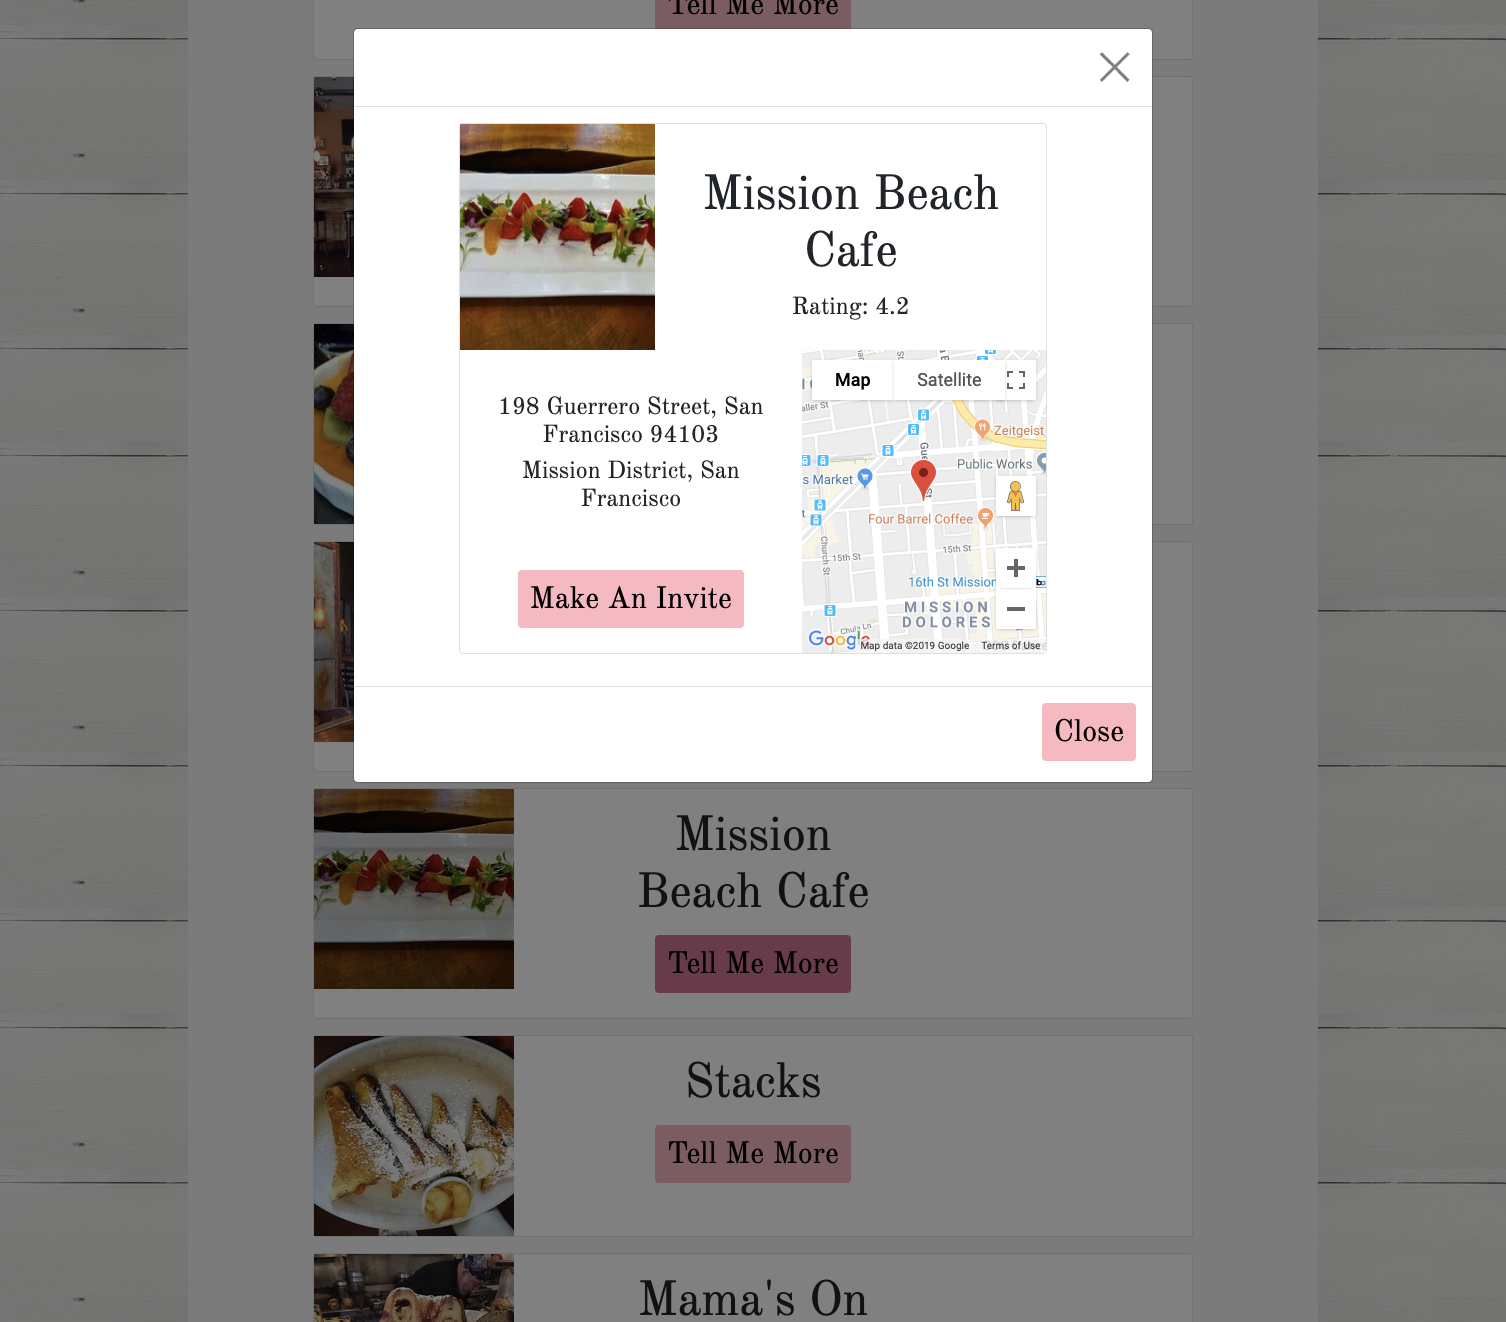 Tell Me More
Mission Beach
Cafe
Rating: 4.2
198 Guerrero Street, San
Francisco 94103
Mission District, San
Francisco
Make An Invite
Map
Satellite
Zeitgeist
Public Works
s Market
Four Barrel Coffee
Church St
15th St
15th St
16th St Mission
MISSION
DOLORES
Chula Ln
Google
Map data ©2019 Google
Terms of Use
Close
Mission
Beach Cafe
Tell Me More
Stacks
Tell Me More
Mama's On